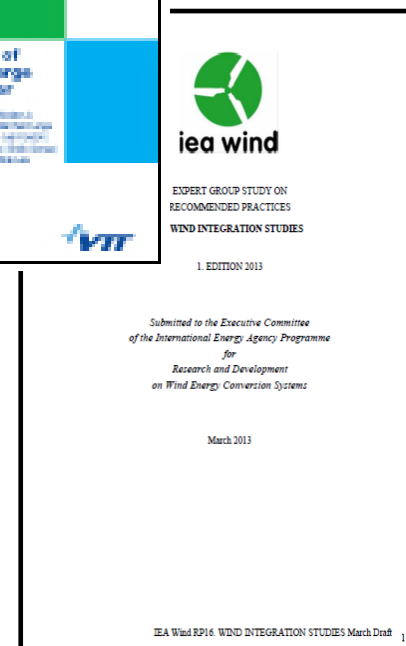 of
VTT
iea wind
EXPERT GROUP STUDY ON
RECOMMENDED PRACTICES
WIND INTEGRATION STUDIES
1. EDITION 2013
Submitted to the Executive Committee
of the International Energy Agency Programme
for
Research and Development
on Wind Energy Conversion Systems
March 2013
IEA Wind RP16. WIND INTEGRATION STUDIES March Draft
1